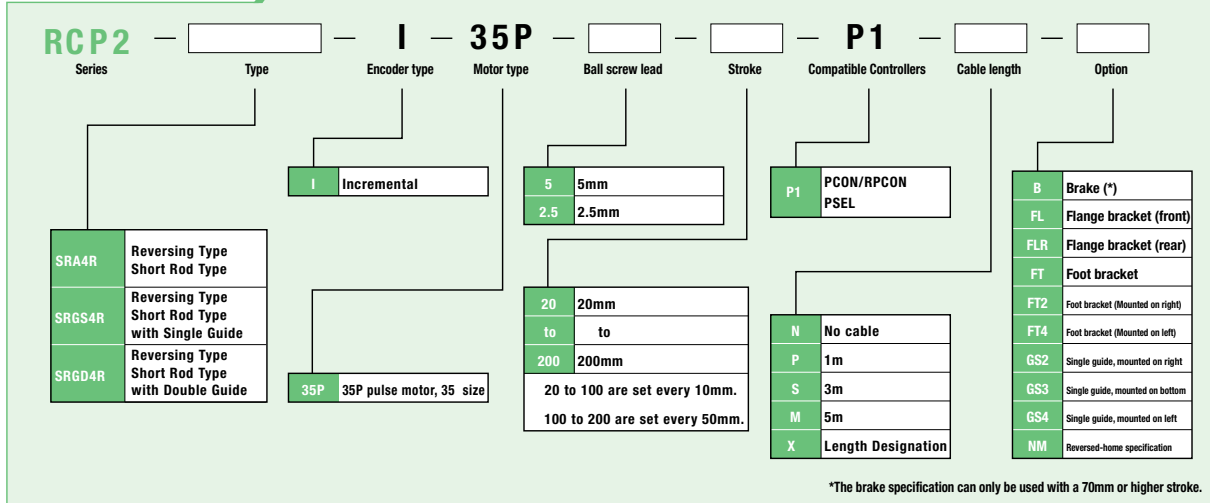 RCP2 — — I — 35P — — — P1 — —
Series Type Encoder type Motor type Ball screw lead Stroke Compatible Controllers Cable length Option
SRA4R Reversing Type
Short Rod Type
SRGS4R Reversing Type
Short Rod Type
with Single Guide
SRGD4R Reversing Type
Short Rod Type
with Double Guide
I Incremental
35P 35P pulse motor, 35 size
5 5mm
2.5 2.5mm
20 20mm
to to
200 200mm
20 to 100 are set every 10mm.
100 to 200 are set every 50mm.
P1 PCON/RPCON
PSEL
N No cable
P 1m
S 3m
M 5m
X Length Designation
B Brake (*)
FL Flange bracket (front)
FLR Flange bracket (rear)
FT Foot bracket
FT2 Foot bracket (Mounted on right)
FT4 Foot bracket (Mounted on left)
GS2 Single guide, mounted on right
GS3 Single guide, mounted on bottom
GS4 Single guide, mounted on left
NM Reversed-home specification
*The brake specification can only be used with a 70mm or higher stroke.